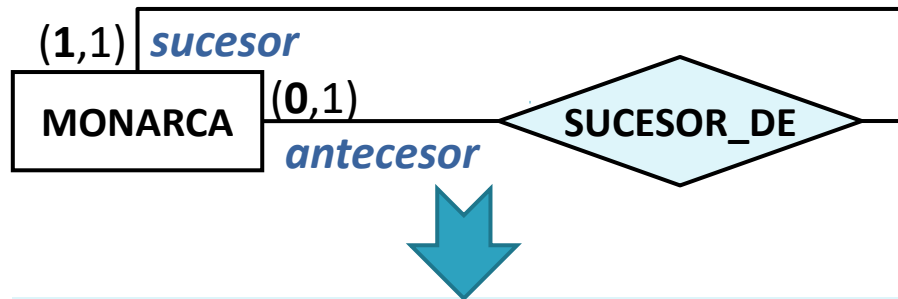 (1,1) sucesor
MONARCA
(0,1)
antecesor
SUCESOR_DE